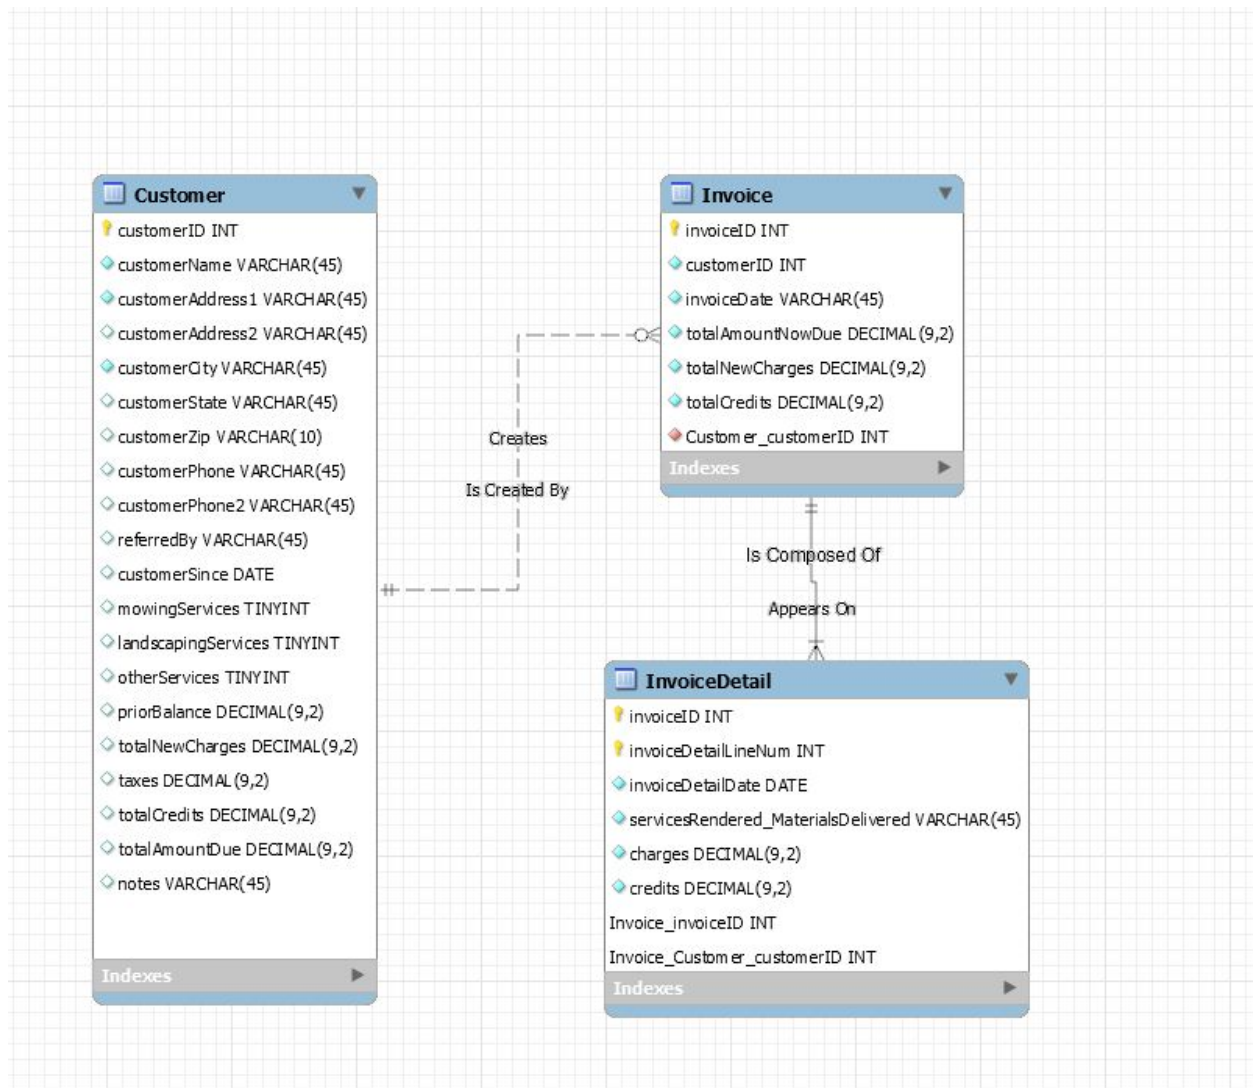 Customer
customerID INT
customerName VARCHAR(45)
customerAddress1 VARCHAR(45)
customerAddress2 VARCHAR(45)
customerCity VARCHAR(45)
customerState VARCHAR(45)
customerZip VARCHAR(10)
customerPhone VARCHAR(45)
customerPhone2 VARCHAR(45)
referredBy VARCHAR(45)
customerSince DATE
mowingServices TINYINT
landscapingServices TINYINT
otherServices TINYINT
priorBalance DECIMAL(9,2)
totalNewCharges DECIMAL(9,2)
taxes DECIMAL(9,2)
totalCredits DECIMAL(9,2)
totalAmountDue DECIMAL(9,2)
notes VARCHAR(45)
Indexes
Creates
Is Created By
Invoice
invoiceID INT
customerID INT
invoiceDate VARCHAR(45)
totalAmountNowDue DECIMAL(9,2)
totalNewCharges DECIMAL(9,2)
totalCredits DECIMAL(9,2)
Customer_customerID INT
Indexes
Is Composed Of
Appears On
InvoiceDetail
invoiceID INT
invoiceDetailLineNum INT
invoiceDetailDate DATE
servicesRendered_MaterialsDelivered VARCHAR(45)
charges DECIMAL(9,2)
credits DECIMAL(9,2)
Invoice_invoiceID INT
Invoice_Customer_customerID INT
Indexes